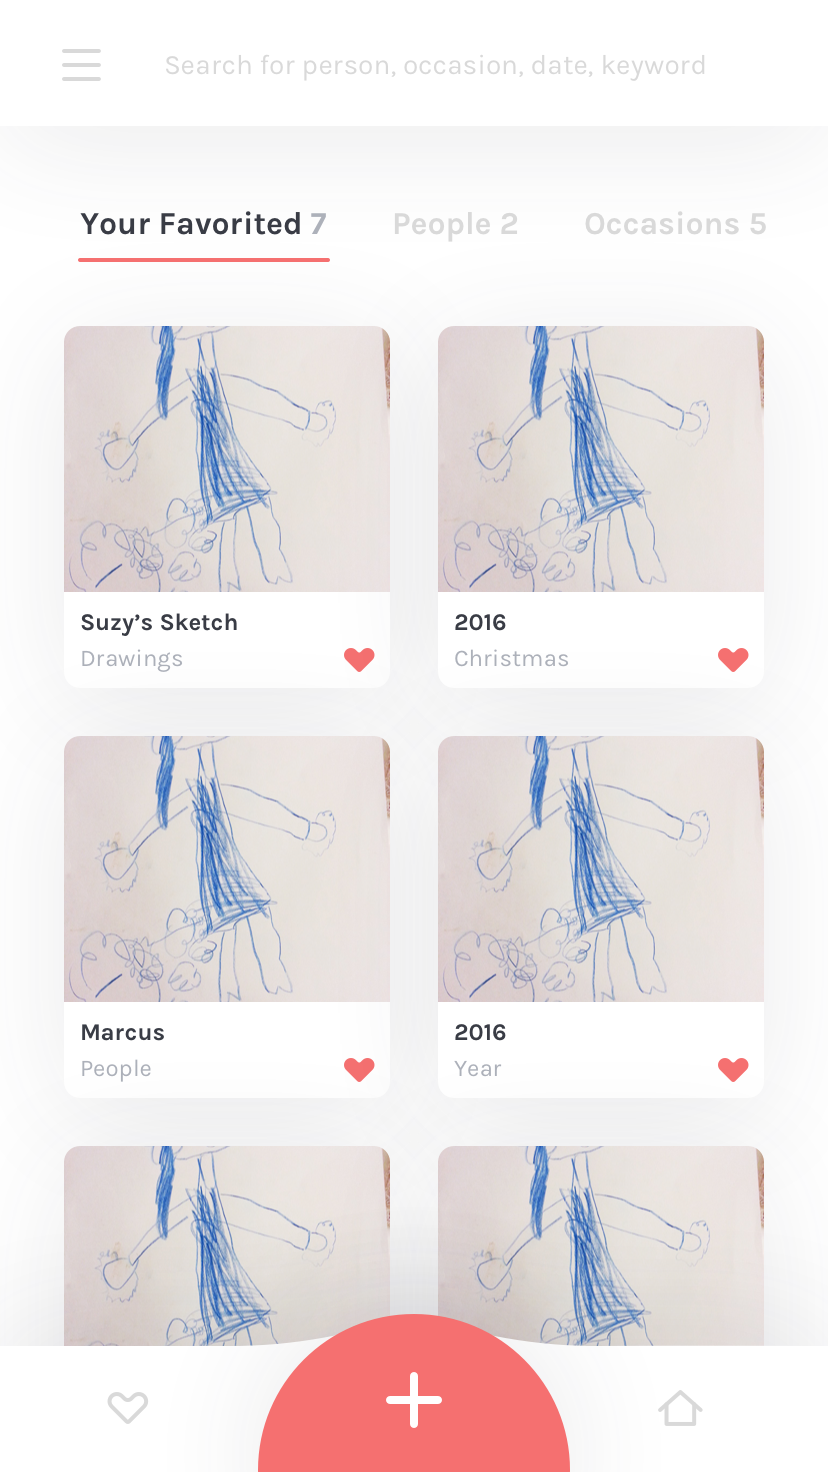 Search for person, occasion, date, keyword
Your Favorited 7
People 2
Occasions 5
Suzy’s Sketch
Drawings
2016
Christmas
Marcus
People
2016
Year